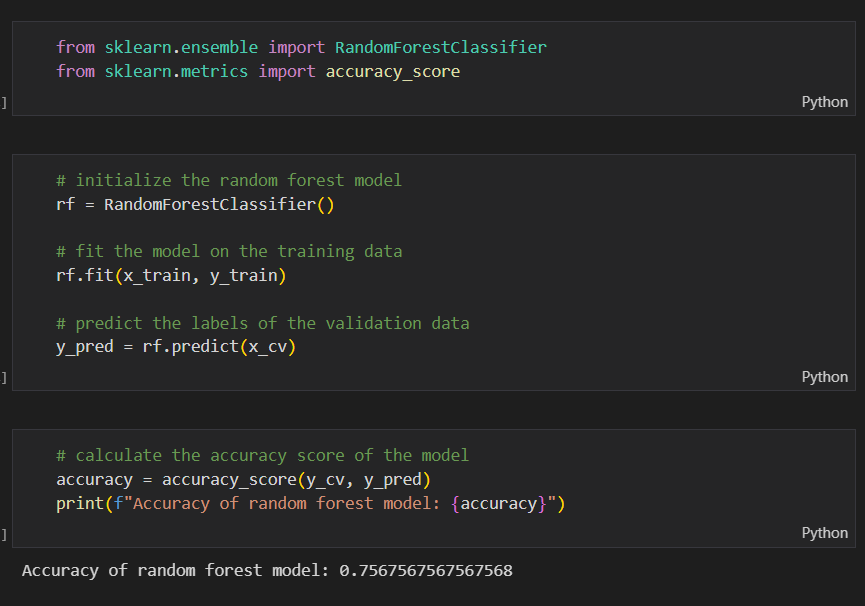 from sklearn.ensemble import RandomForestClassifier
from sklearn.metrics import accuracy_score
]
Python
# initialize the random forest model
rf = RandomForestClassifier()
# fit the model on the training data
rf.fit(x_train, y_train)
# predict the labels of the validation data
y_pred = rf.predict(x_cv)
]
Python
# calculate the accuracy score of the model
accuracy = accuracy_score(y_cv, y_pred)
print(f"Accuracy of random forest model: {accuracy}")
]
Python
Accuracy of random forest model: 0.7567567567567568